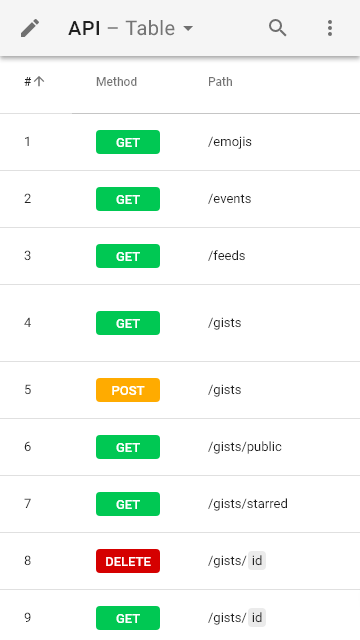 API – Table
# Method Path
1 GET /emojis
2 GET /events
3 GET /feeds
4 GET /gists
5 POST /gists
6 GET /gists/public
7 GET /gists/starred
8 DELETE /gists/ id
9 GET /gists/ id